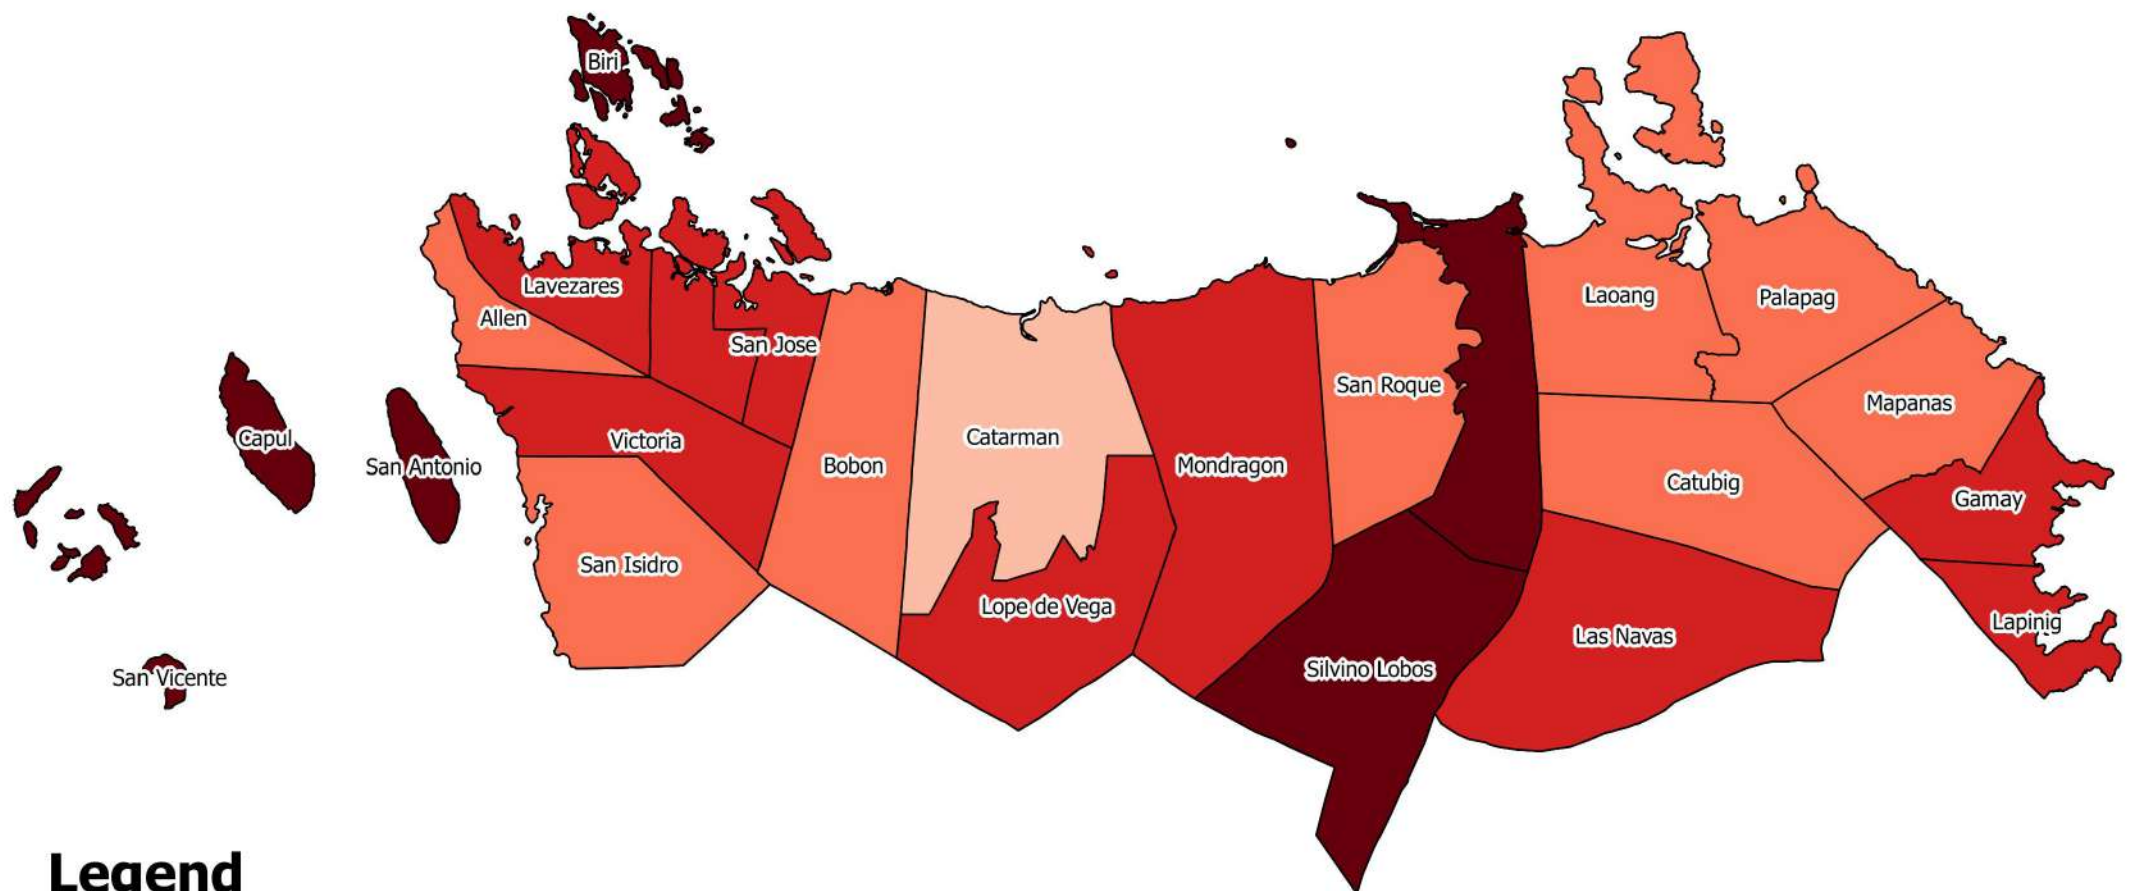 Biri
Lavezares
Allen
San Jose
Capul
San Antonio
Victoria
Bobon
Catarman
Mondragon
San Roque
Laoang
Palapag
Mapanas
Catubig
Gamay
San Isidro
Lope de Vega
Las Navas
Lapinig
Silvino Lobos
San Vicente
Legend